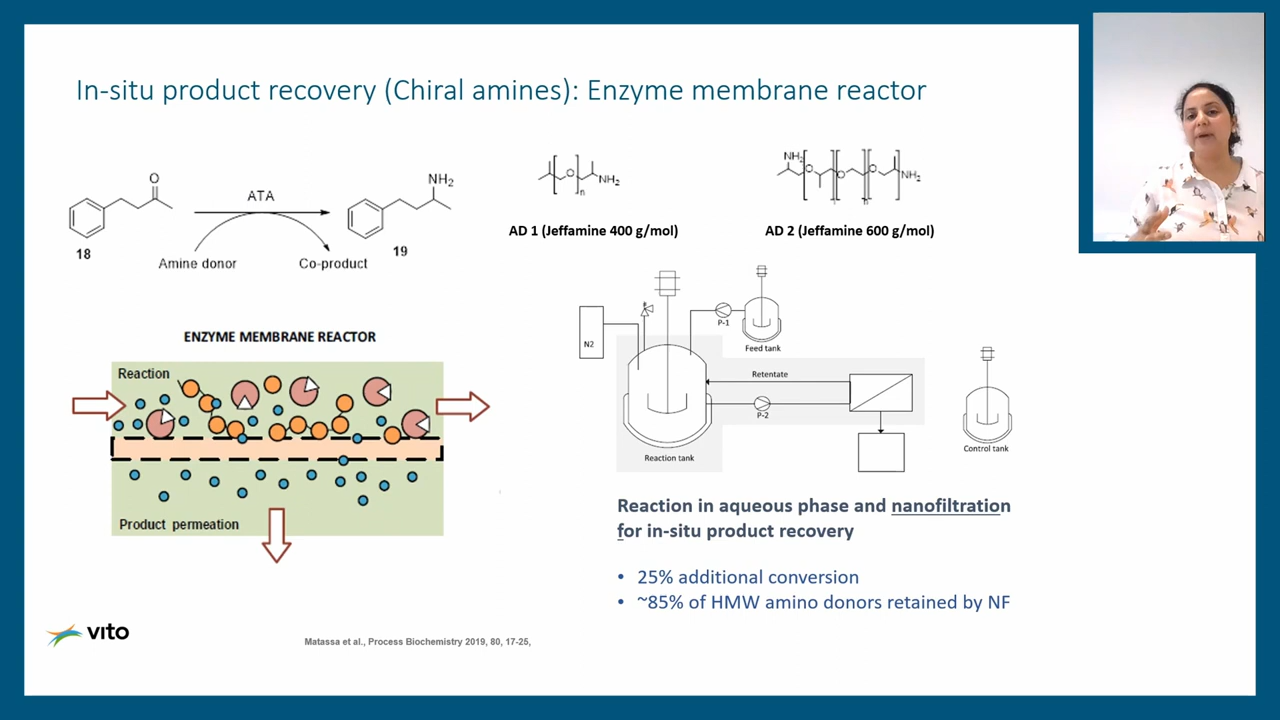 In-situ product recovery (Chiral amines): Enzyme membrane reactor
O
ATA
NH2
18
Amine donor
Co-product
19
O
n
NH2
AD 1 (Jeffamine 400 g/mol)
NH2
O
O
O
NH2
AD 2 (Jeffamine 600 g/mol)
ENZYME MEMBRANE REACTOR
Reaction
Product permeation
N2
P-1
Feed tank
Retentate
P-2
Reaction tank
Control tank
Reaction in aqueous phase and nanofiltration
for in-situ product recovery
• 25% additional conversion
• ~85% of HMW amino donors retained by NF
vito
Matassa et al., Process Biochemistry 2019, 80, 17-25,